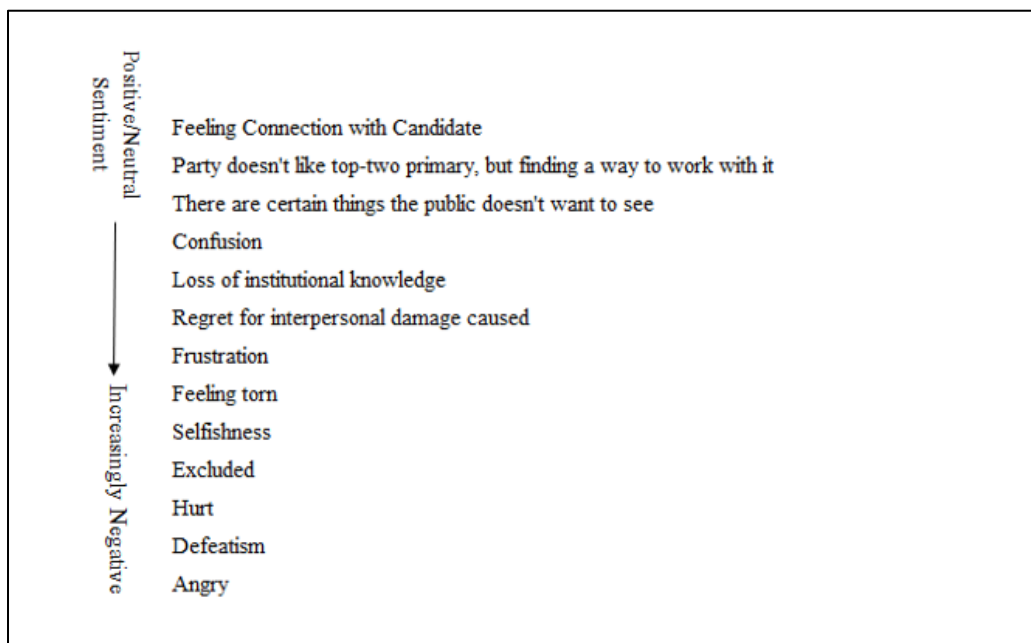 Positive/Neutral
Sentiment
Feeling Connection with Candidate
Party doesn't like top-two primary, but finding a way to work with it
There are certain things the public doesn't want to see
Confusion
Loss of institutional knowledge
Regret for interpersonal damage caused
Frustration
Feeling torn
Selfishness
Excluded
Hurt
Defeatism
Angry
Increasingly Negative